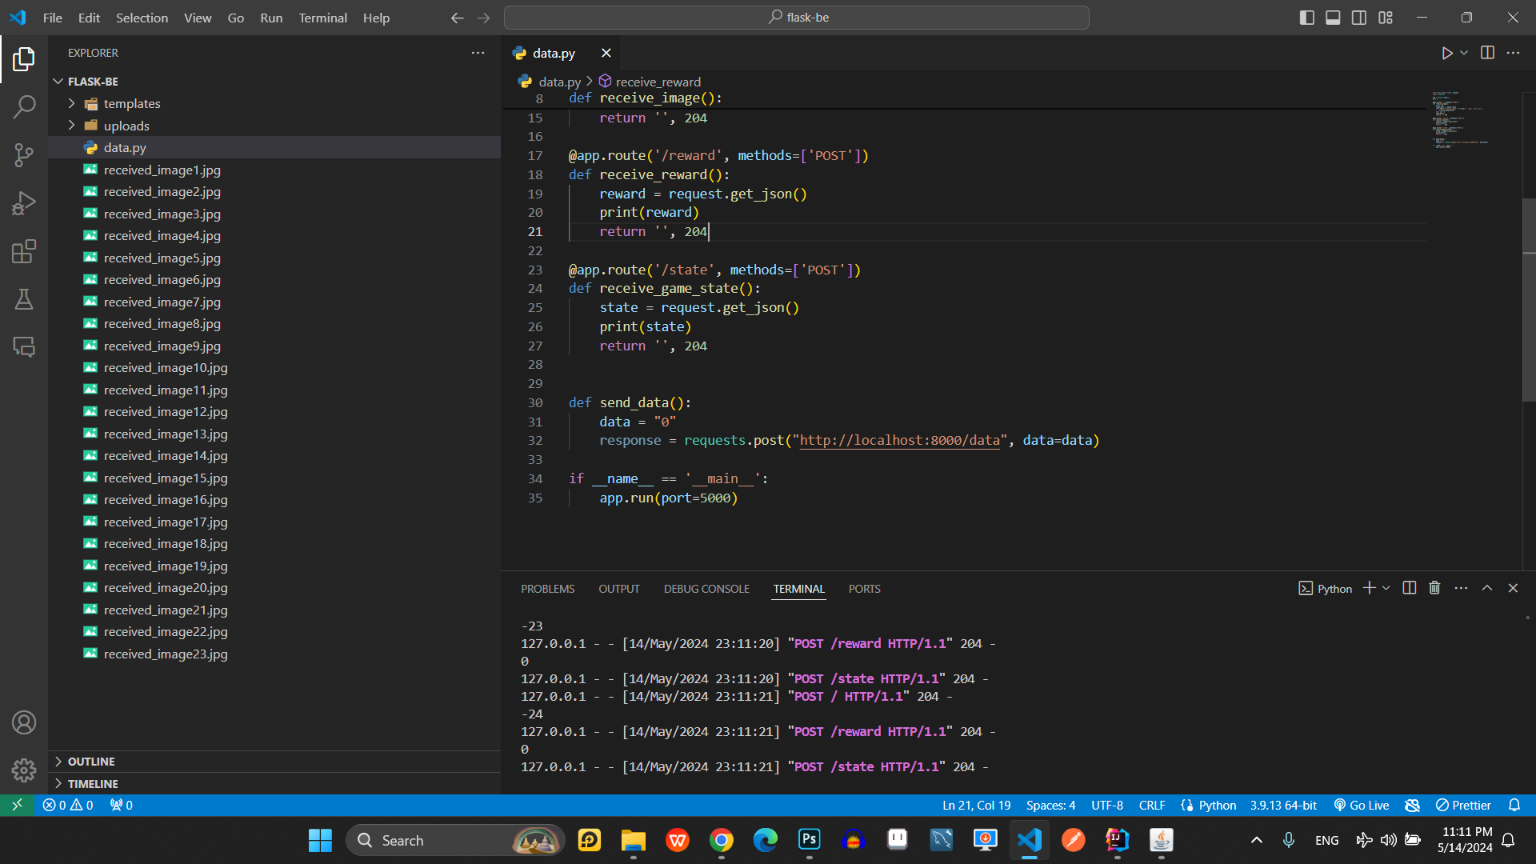 File Edit Selection View Go Run Terminal Help
flask-be
EXPLORER
FLASK-BE
templates
uploads
data.py
received_image1.jpg
received_image2.jpg
received_image3.jpg
received_image4.jpg
received_image5.jpg
received_image6.jpg
received_image7.jpg
received_image8.jpg
received_image9.jpg
received_image10.jpg
received_image11.jpg
received_image12.jpg
received_image13.jpg
received_image14.jpg
received_image15.jpg
received_image16.jpg
received_image17.jpg
received_image18.jpg
received_image19.jpg
received_image20.jpg
received_image21.jpg
received_image22.jpg
received_image23.jpg
OUTLINE
TIMELINE
data.py
data.py > receive_reward
8 def receive_image():
15 return '', 204
16
17 @app.route('/reward', methods=['POST'])
18 def receive_reward():
19 reward = request.get_json()
20 print(reward)
21 return '', 204
22
23 @app.route('/state', methods=['POST'])
24 def receive_game_state():
25 state = request.get_json()
26 print(state)
27 return '', 204
28
29
30 def send_data():
31 data = "0"
32 response = requests.post("http://localhost:8000/data", data=data)
33
34 if __name__ == '__main__':
35 app.run(port=5000)
PROBLEMS OUTPUT DEBUG CONSOLE TERMINAL PORTS
Python
-23
127.0.0.1 - - [14/May/2024 23:11:20] "POST /reward HTTP/1.1" 204 -
0
127.0.0.1 - - [14/May/2024 23:11:20] "POST /state HTTP/1.1" 204 -
127.0.0.1 - - [14/May/2024 23:11:21] "POST / HTTP/1.1" 204 -
-24
127.0.0.1 - - [14/May/2024 23:11:21] "POST /reward HTTP/1.1" 204 -
0
127.0.0.1 - - [14/May/2024 23:11:21] "POST /state HTTP/1.1" 204 -
0 0 0 Ln 21, Col 19 Spaces: 4 UTF-8 CRLF Python 3.9.13 64-bit Go Live Prettier
Search
Ps
ENG
11:11 PM
5/14/2024